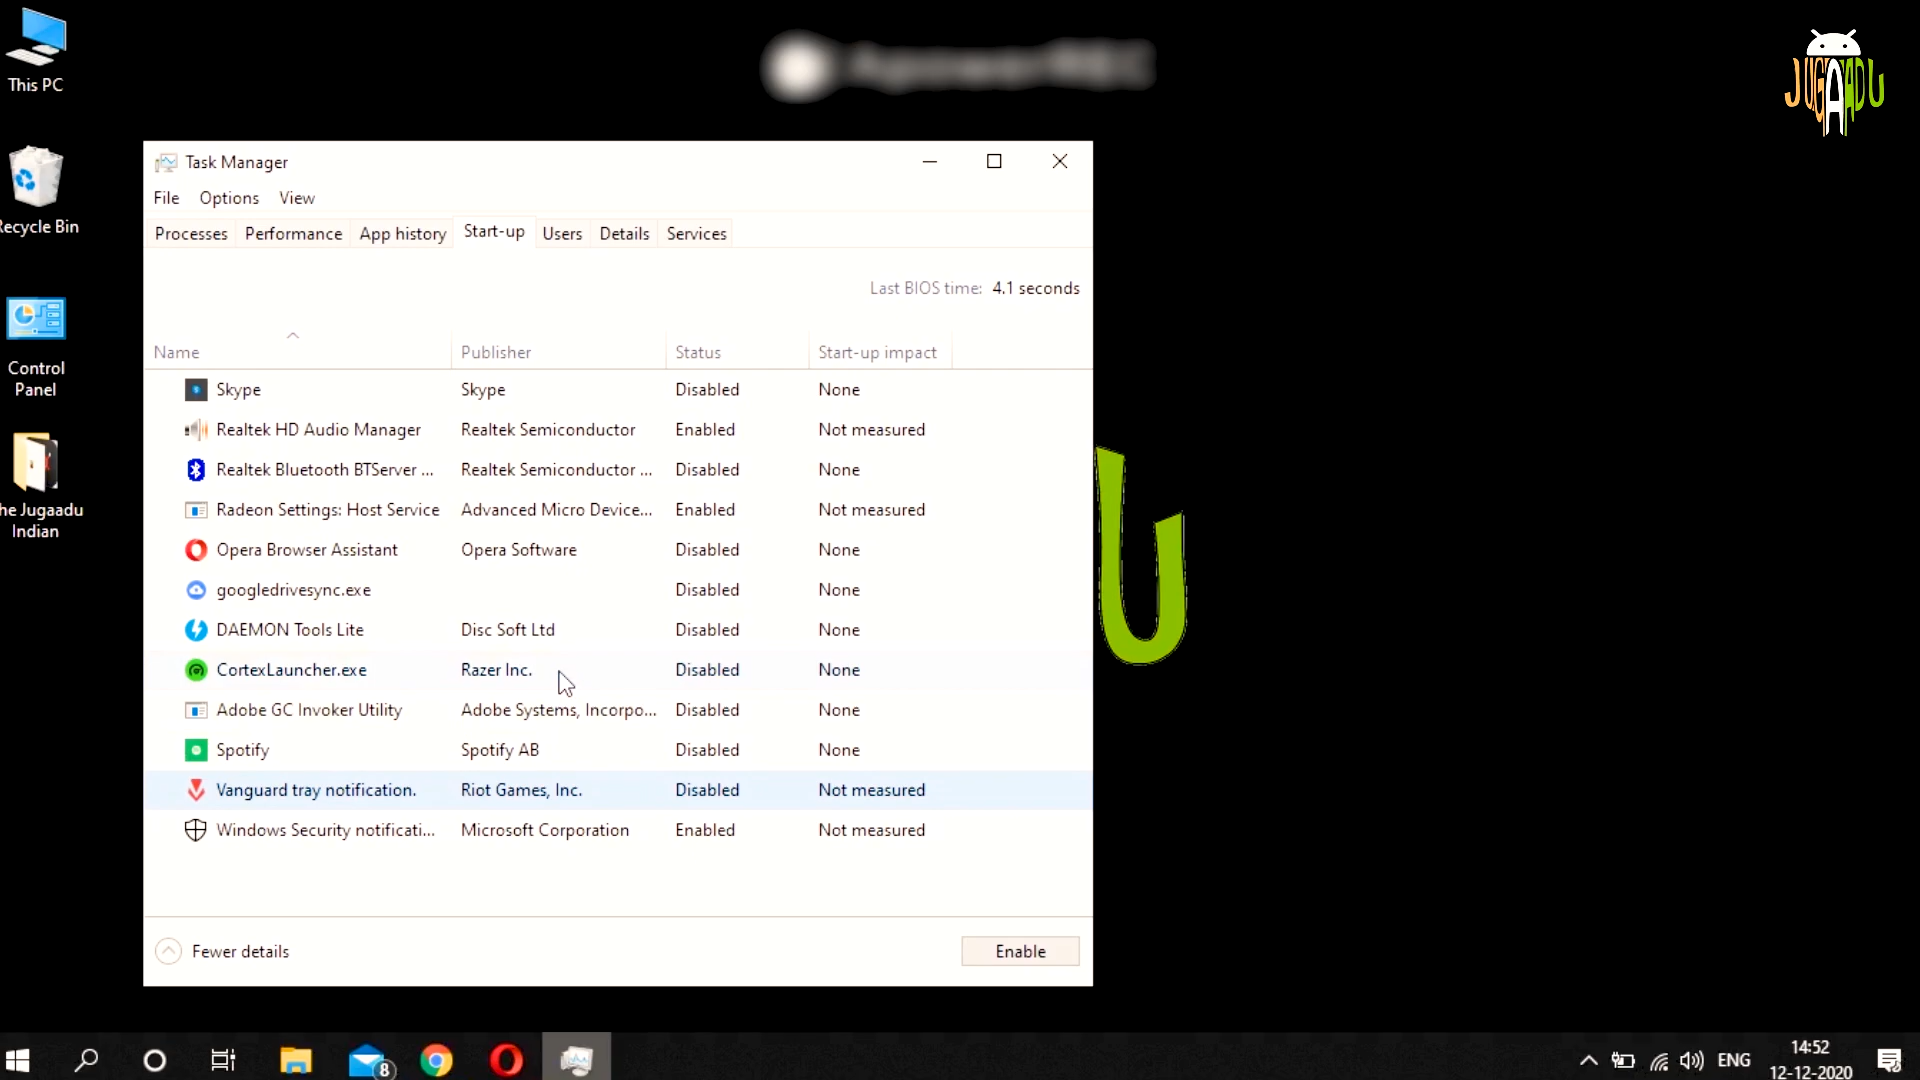 This PC
Recycle Bin
Control
Panel
he Jugaadu
Indian
JUGAADU
Task Manager
File Options View
Processes Performance App history Start-up Users Details Services
Last BIOS time: 4.1 seconds
Name Publisher Status Start-up impact
Skype Skype Disabled None
Realtek HD Audio Manager Realtek Semiconductor Enabled Not measured
Realtek Bluetooth BTServer ... Realtek Semiconductor ... Disabled None
Radeon Settings: Host Service Advanced Micro Device... Enabled Not measured
Opera Browser Assistant Opera Software Disabled None
googledrivesync.exe Disabled None
DAEMON Tools Lite Disc Soft Ltd Disabled None
CortexLauncher.exe Razer Inc. Disabled None
Adobe GC Invoker Utility Adobe Systems, Incorpo... Disabled None
Spotify Spotify AB Disabled None
Vanguard tray notification. Riot Games, Inc. Disabled Not measured
Windows Security notificati... Microsoft Corporation Enabled Not measured
Fewer details Enable
U
8
ENG
14:52
12-12-2020